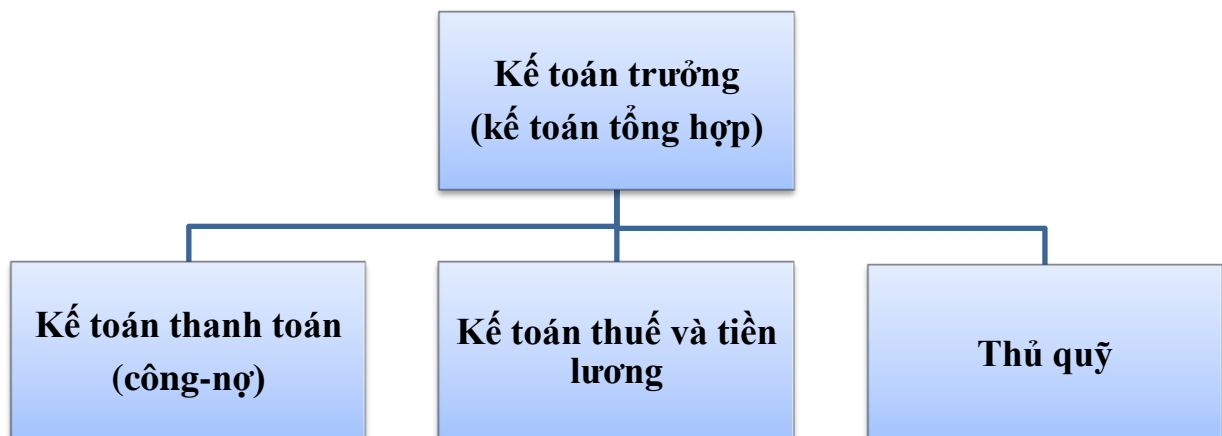 Kế toán trưởng
(kế toán tổng hợp)
Kế toán thanh toán
(công-nợ)
Kế toán thuế và tiền
lương
Thủ quỹ